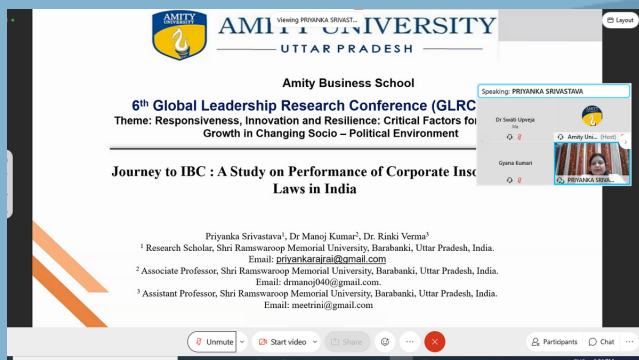 AMITY
UNIVERSITY
Viewing PRIYANKA SRIVAST...
AMITY UNIVERSITY
UTTAR PRADESH
Layout
Amity Business School
6th Global Leadership Research Conference (GLRC
Theme: Responsiveness, Innovation and Resilience: Critical Factors for
Growth in Changing Socio – Political Environment
Speaking: PRIYANKA SRIVASTAVA
Dr Swati Upveja
Me
Amity Uni... (Host)
Gyana Kumari
PRIYANKA SRIVA...
Journey to IBC : A Study on Performance of Corporate Inso
Laws in India
Priyanka Srivastava1, Dr Manoj Kumar2, Dr. Rinki Verma3
1 Research Scholar, Shri Ramswaroop Memorial University, Barabanki, Uttar Pradesh, India.
Email: priyankarajrai@gmail.com
2 Associate Professor, Shri Ramswaroop Memorial University, Barabanki, Uttar Pradesh, India.
Email: drmanoj040@gmail.com.
3 Assistant Professor, Shri Ramswaroop Memorial University, Barabanki, Uttar Pradesh, India.
Email: meetrini@gmail.com
Unmute
Start video
Share
Participants
Chat